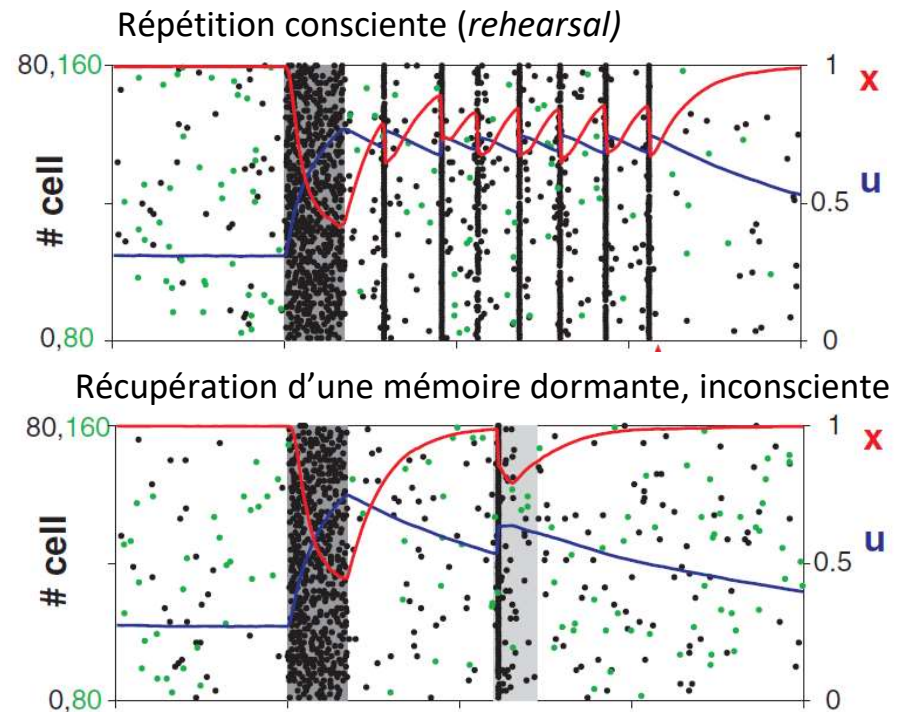 Répétition consciente (rehearsal)
80,160
1
x
# cell
0.5
u
0,80
0
Récupération d'une mémoire dormante, inconsciente
80,160
1
x
# cell
0.5
u
0,80
0